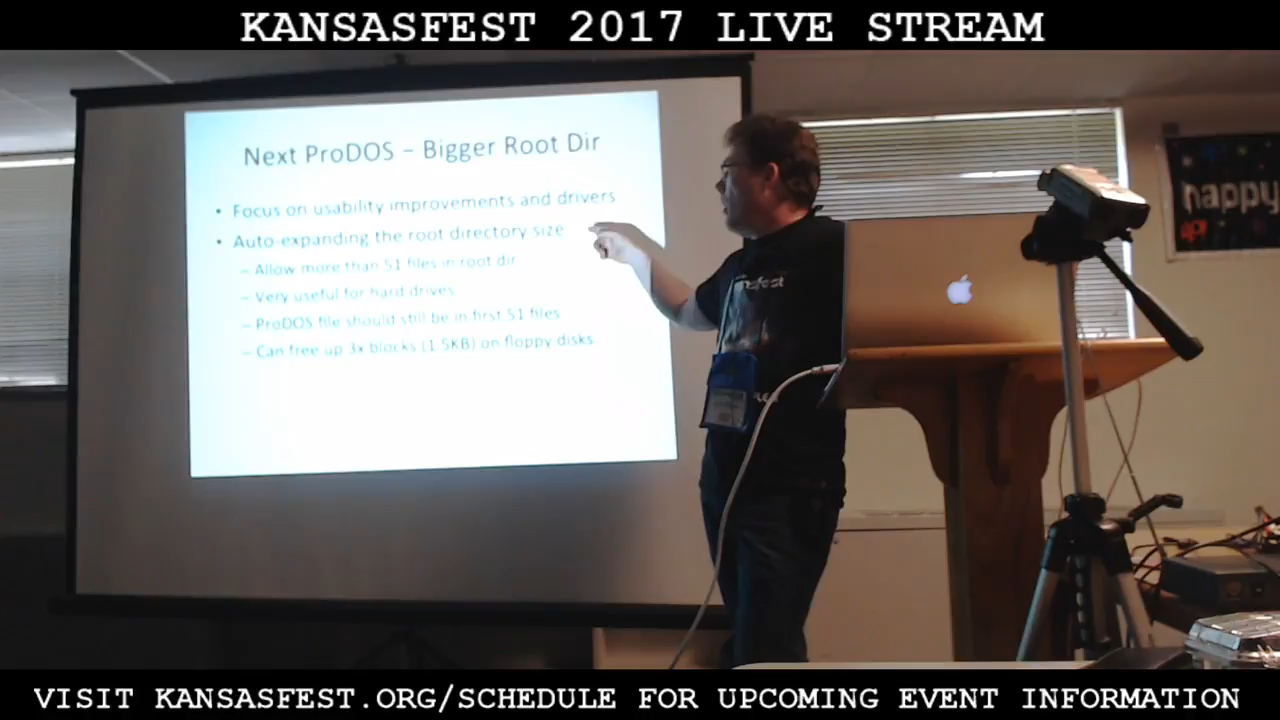 KANSASFEST 2017 LIVE STREAM
Next ProDOS – Bigger Root Dir
• Focus on usability improvements and drivers
• Auto-expanding the root directory size
– Allow more than 51 files in root dir
– Very useful for hard drives
– ProDOS file should still be in first 51 files
– Can free up 3x blocks (1.5KB) on floppy disks
happy
VISIT KANSASFEST.ORG/SCHEDULE FOR UPCOMING EVENT INFORMATION